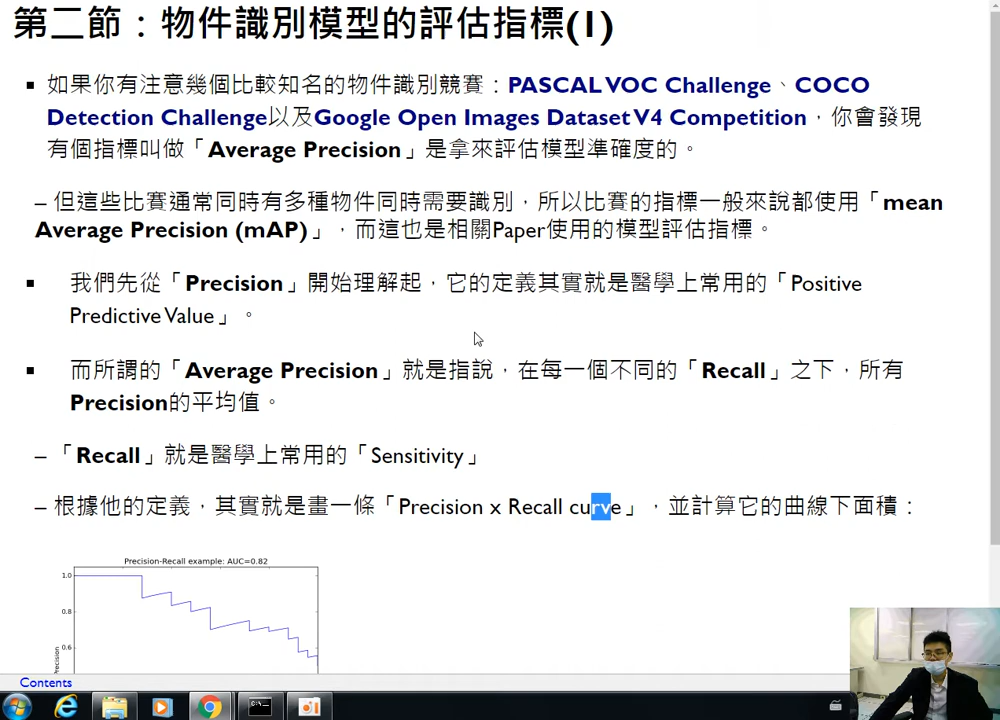 第二節：物件識別模型的評估指標(1)
如果你有注意幾個比較知名的物件識別競賽：PASCAL VOC Challenge、COCO
Detection Challenge以及Google Open Images Dataset V4 Competition，你會發現
有個指標叫做「Average Precision」是拿來評估模型準確度的。
– 但這些比賽通常同時有多種物件同時需要識別，所以比賽的指標一般來說都使用「mean
Average Precision (mAP)」，而這也是相關Paper使用的模型評估指標。
我們先從「Precision」開始理解起，它的定義其實就是醫學上常用的「Positive
Predictive Value」。
而所謂的「Average Precision」就是指說，在每一個不同的「Recall」之下，所有
Precision的平均值。
– 「Recall」就是醫學上常用的「Sensitivity」
– 根據他的定義，其實就是畫一條「Precision x Recall curve」，並計算它的曲線下面積：
Precision-Recall example: AUC=0.82
1.0
0.8
0.6
Contents